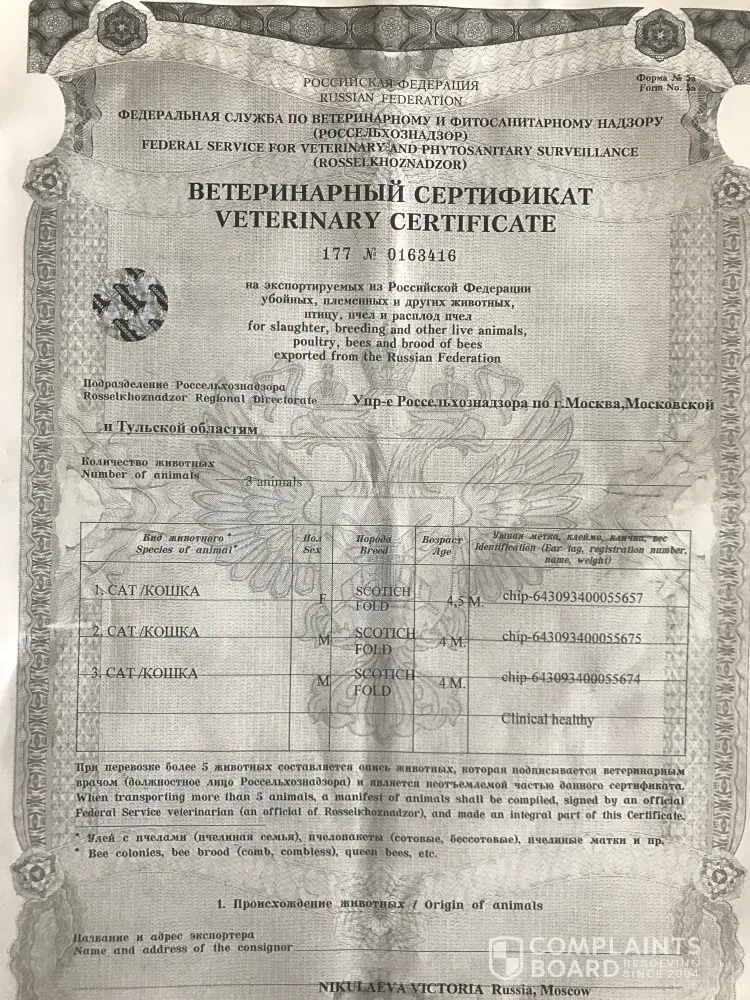 РОССИЙСКАЯ ФЕДЕРАЦИЯ
RUSSIAN FEDERATION
Форма № 5a
Form No. 5a
ФЕДЕРАЛЬНАЯ СЛУЖБА ПО ВЕТЕРИНАРНОМУ И ФИТОСАНИТАРНОМУ НАДЗОРУ
(РОССЕЛЬХОЗНАДЗОР)
FEDERAL SERVICE FOR VETERINARY AND PHYTOSANITARY SURVEILLANCE
(ROSSELKHOZNADZOR)
ВЕТЕРИНАРНЫЙ СЕРТИФИКАТ
VETERINARY CERTIFICATE
177 № 0163416
на экспортируемых из Российской Федерации
убойных, племенных и других животных,
птицу, пчел и расплод пчел
for slaughter, breeding and other live animals,
poultry, bees and brood of bees
exported from the Russian Federation
Подразделение Россельхознадзора
Rosselkhoznadzor Regional Directorate Упр-е Россельхознадзора по г.Москва,Московской
и Тульской областям
Количество животных
Number of animals 3 animals
Вид животного * Пол Порода Возраст Ушная метка, клеймо, кличка, вес
Species of animal* Sex Breed Age Identification (Ear tag, registration number, name, weight)
1. CAT /КОШКА F SCOTICH FOLD 4,5 M. chip-643093400055657
2. CAT /КОШКА M SCOTICH FOLD 4 M. chip-643093400055675
3. CAT /КОШКА M SCOTICH FOLD 4 M. chip-643093400055674
Clinical healthy
При перевозке более 5 животных составляется опись животных, которая подписывается ветеринарным
врачом (должностное лицо Россельхознадзора) и является неотъемлемой частью данного сертификата.
When transporting more than 5 animals, a manifest of animals shall be compiled, signed by an official
Federal Service veterinarian (an official of Rosselkhoznadzor), and made an integral part of this Certificate.
* Улей с пчелами (пчелиная семья), пчелопакеты (сотовые, бессотовые), пчелиные матки и пр.
* Bee colonies, bee brood (comb, combless), queen bees, etc.
1. Происхождение животных / Origin of animals
Название и адрес экспортера
Name and address of the consignor
NIKULAEVA VICTORIA Russia, Moscow
COMPLAINTS
BOARD RESOLVING SINCE 2004